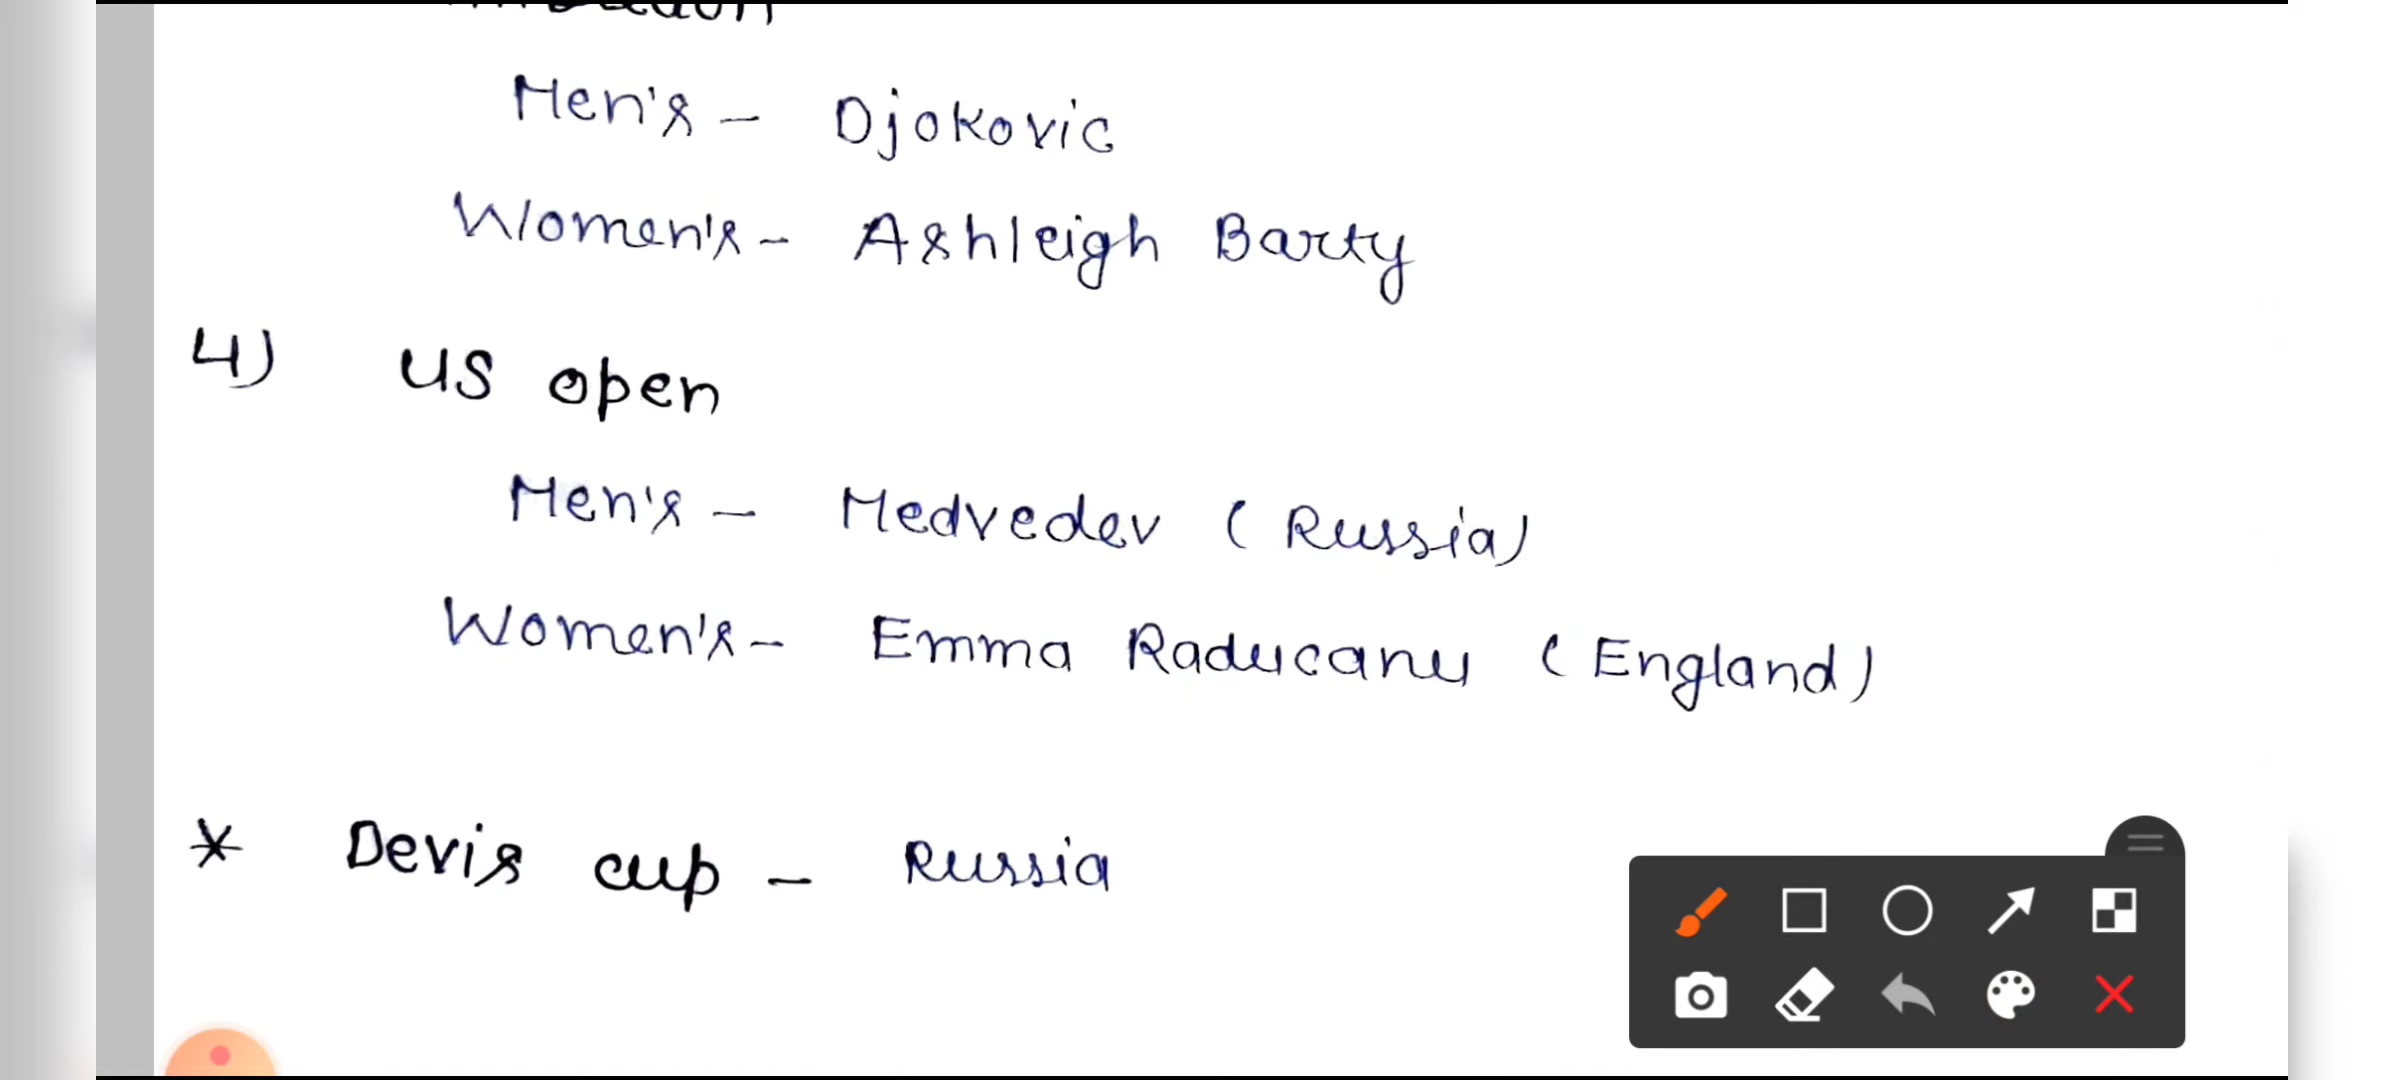 Men's - Djokovic
Women's - Ashleigh Barty
4) US open
Men's - Medvedev (Russia)
Women's - Emma Raducanu (England)
* Devis cup - Russia